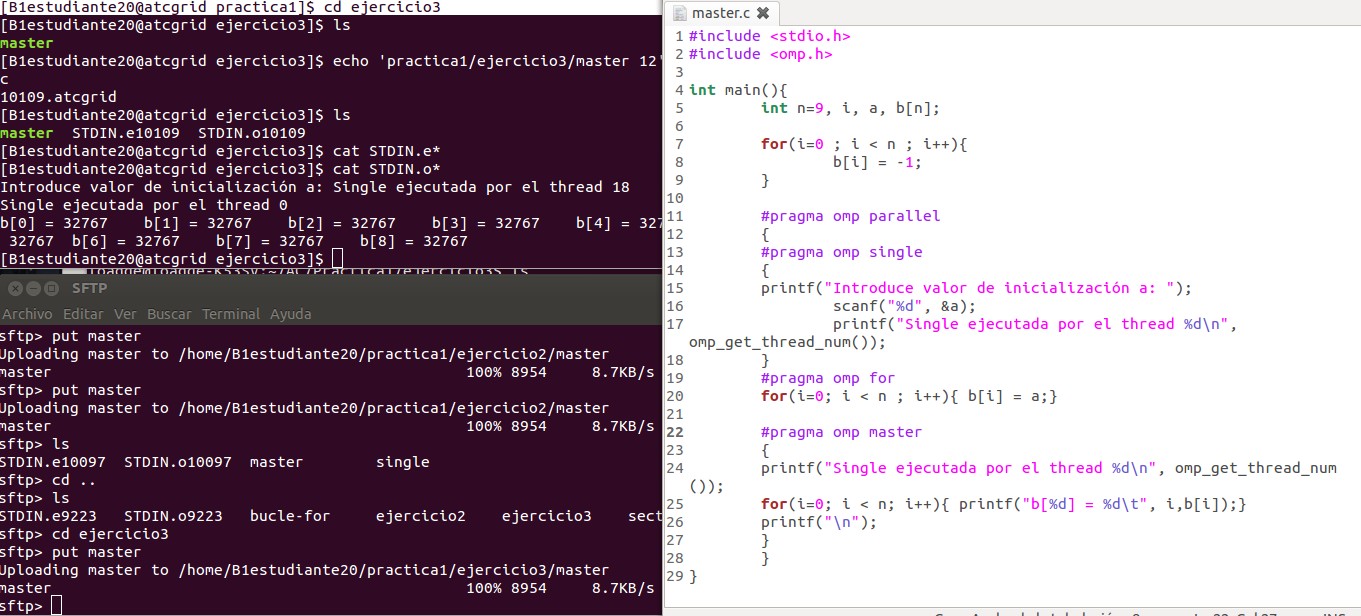 [B1estudiante20@atcgrid practica1]$ cd ejercicio3
[B1estudiante20@atcgrid ejercicio3]$ ls
master
[B1estudiante20@atcgrid ejercicio3]$ echo 'practica1/ejercicio3/master 12'
c
10109.atcgrid
[B1estudiante20@atcgrid ejercicio3]$ ls
master  STDIN.e10109  STDIN.o10109
[B1estudiante20@atcgrid ejercicio3]$ cat STDIN.e*
[B1estudiante20@atcgrid ejercicio3]$ cat STDIN.o*
Introduce valor de inicialización a: Single ejecutada por el thread 18
Single ejecutada por el thread 0
b[0] = 32767    b[1] = 32767    b[2] = 32767    b[3] = 32767    b[4] = 327
 32767  b[6] = 32767    b[7] = 32767    b[8] = 32767
[B1estudiante20@atcgrid ejercicio3]$
SFTP
Archivo Editar Ver Buscar Terminal Ayuda
sftp> put master
Uploading master to /home/B1estudiante20/practica1/ejercicio2/master
master 100% 8954 8.7KB/s
sftp> put master
Uploading master to /home/B1estudiante20/practica1/ejercicio2/master
master 100% 8954 8.7KB/s
sftp> ls
STDIN.e10097  STDIN.o10097  master        single
sftp> cd ..
sftp> ls
STDIN.e9223  STDIN.o9223  bucle-for    ejercicio2   ejercicio3   sect
sftp> cd ejercicio3
sftp> put master
Uploading master to /home/B1estudiante20/practica1/ejercicio3/master
master 100% 8954 8.7KB/s
sftp>
master.c
1 #include <stdio.h>
2 #include <omp.h>
3
4 int main(){
5         int n=9, i, a, b[n];
6
7         for(i=0 ; i < n ; i++){
8                 b[i] = -1;
9         }
10
11         #pragma omp parallel
12         {
13         #pragma omp single
14         {
15         printf("Introduce valor de inicialización a: ");
16                 scanf("%d", &a);
17                 printf("Single ejecutada por el thread %d\n",
omp_get_thread_num());
18         }
19         #pragma omp for
20         for(i=0; i < n ; i++){ b[i] = a;}
21
22         #pragma omp master
23         {
24         printf("Single ejecutada por el thread %d\n", omp_get_thread_num
());
25         for(i=0; i < n; i++){ printf("b[%d] = %d\t", i,b[i]);}
26         printf("\n");
27         }
28         }
29 }